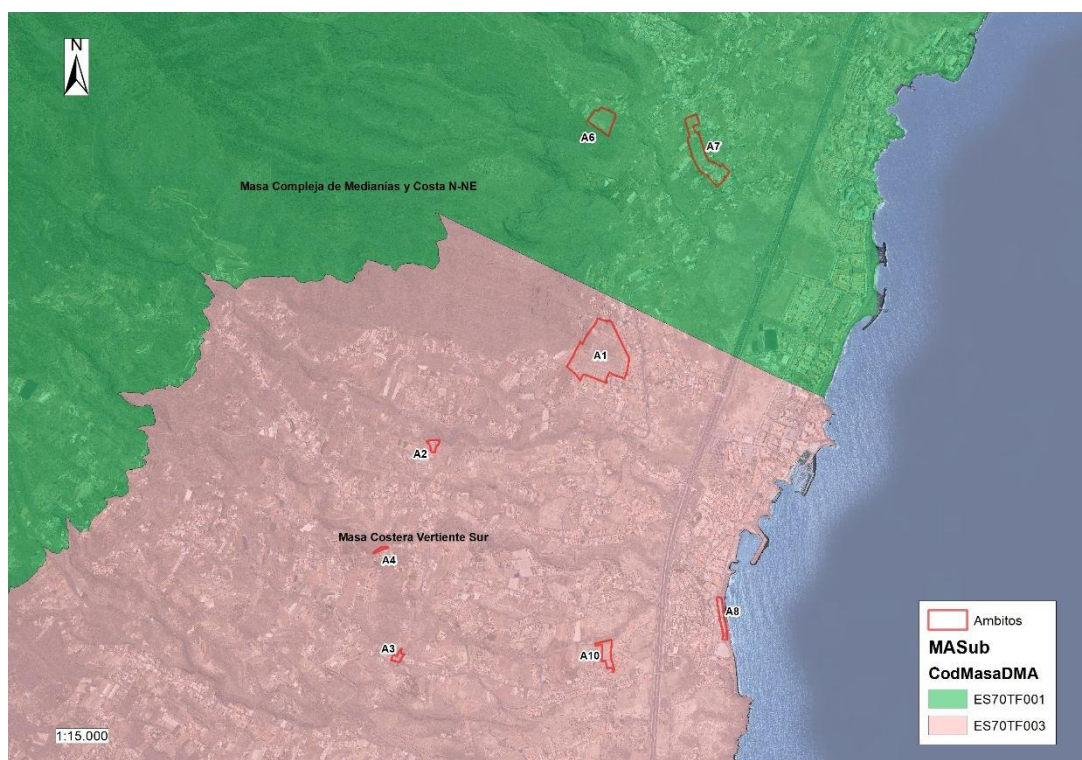 N
A6
A7
Masa Compleja de Medianías y Costa N-NE
A1
A2
Masa Costera Vertiente Sur
A4
A8
A3
A10
1:15.000
Ambitos
MASub
CodMasaDMA
ES70TF001
ES70TF003